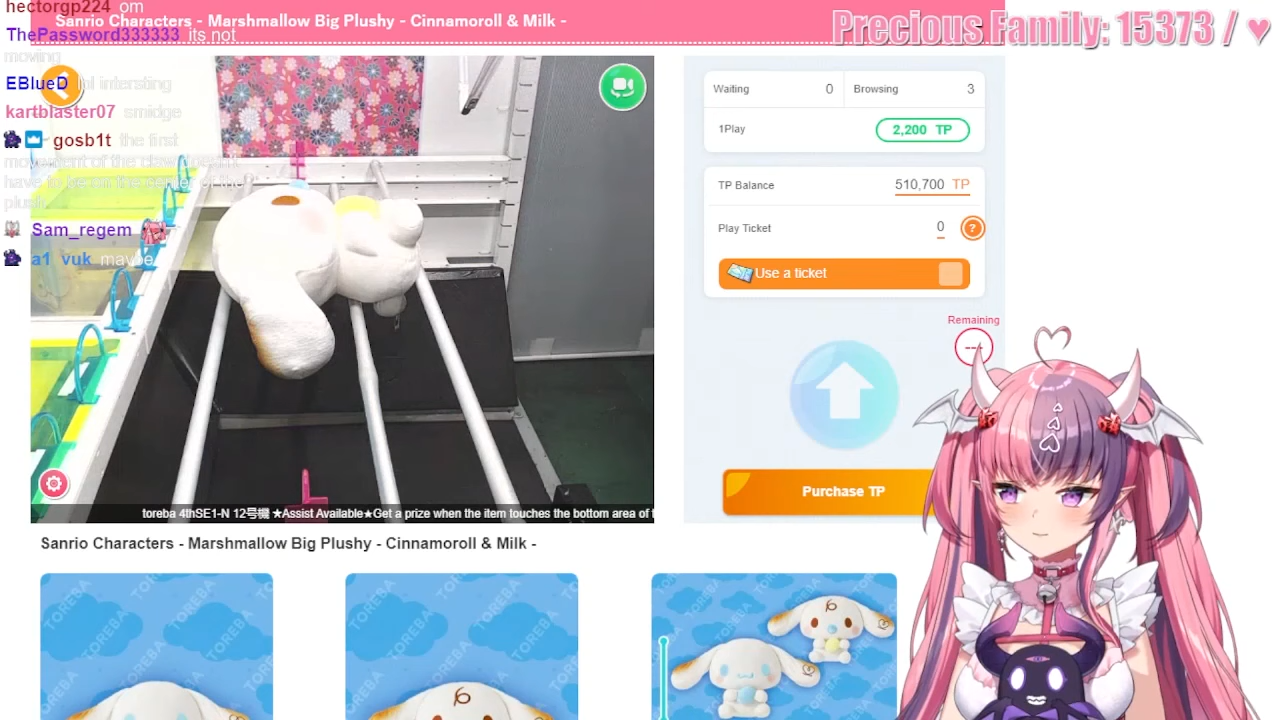 hectorgp224 om
Sanrio Characters - Marshmallow Big Plushy - Cinnamoroll & Milk -
Precious Family: 15373 / ♥
ThePassword333333 its not
moving
EBlueD lol intersting
kartblaster07 smidge
gosb1t the first
movement of the claw doesnt
have to be on the center of the
plush
Sam_regem
a1_vuk maybe
Waiting 0 Browsing 3
1Play 2,200 TP
TP Balance 510,700 TP
Play Ticket 0 ?
Use a ticket
Remaining
---
Purchase TP
toreba 4thSE1-N 12号機 ★Assist Available★Get a prize when the item touches the bottom area of t
Sanrio Characters - Marshmallow Big Plushy - Cinnamoroll & Milk -
TOREBA TOREBA TOREBA